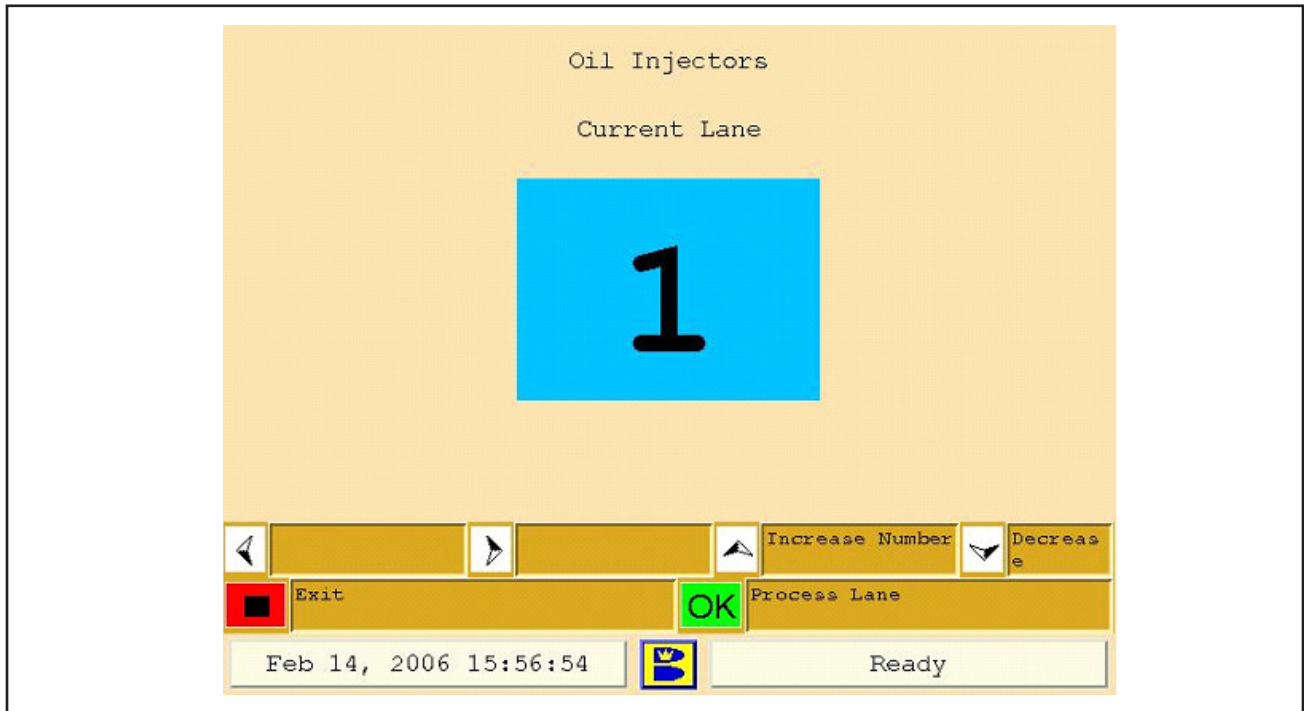 Oil Injectors
Current Lane
1
Increase Number
Decreas
e
Exit
OK
Process Lane
Feb 14, 2006 15:56:54
Ready